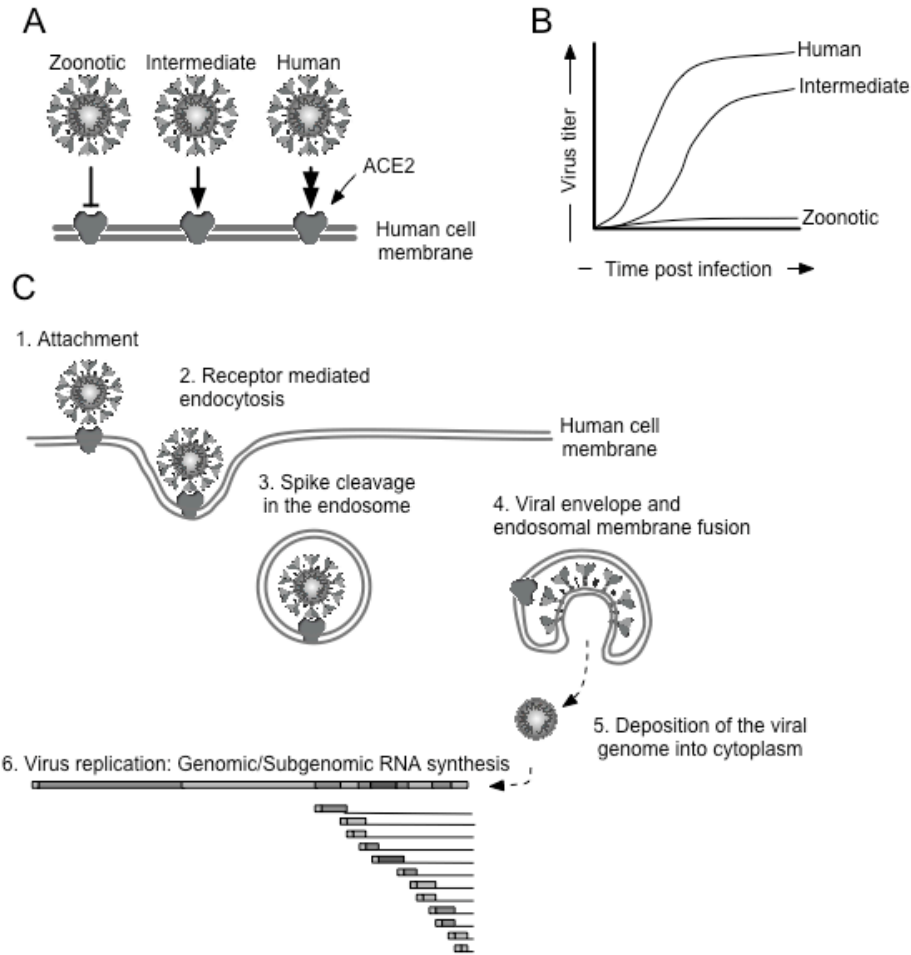 A
Zoonotic
Intermediate
Human
ACE2
Human cell
membrane
B
Virus titer
Human
Intermediate
Zoonotic
Time post infection
C
1. Attachment
2. Receptor mediated
endocytosis
Human cell
membrane
3. Spike cleavage
in the endosome
4. Viral envelope and
endosomal membrane fusion
5. Deposition of the viral
genome into cytoplasm
6. Virus replication: Genomic/Subgenomic RNA synthesis